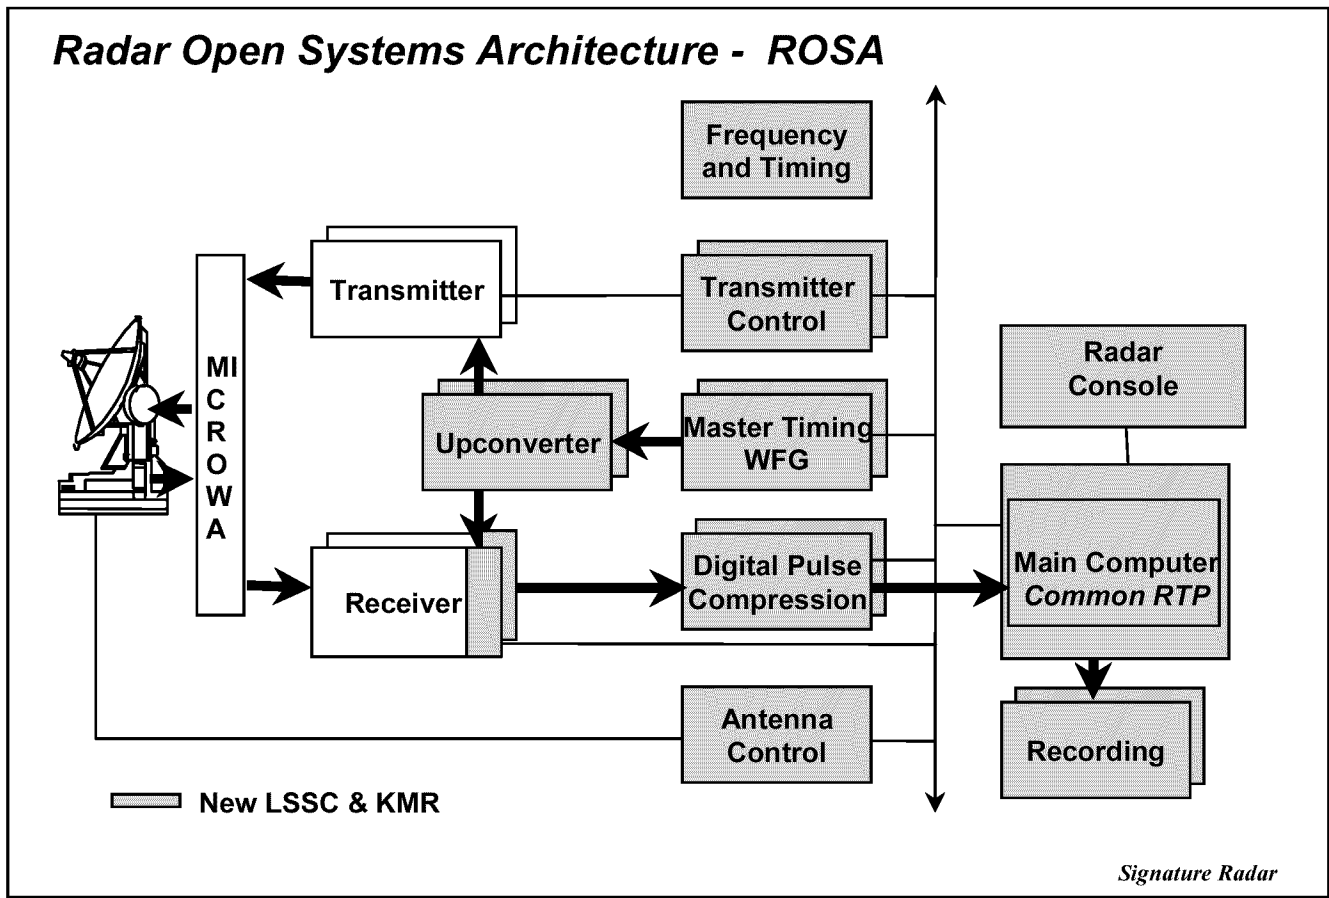 Radar Open Systems Architecture - ROSA
Frequency
and Timing
Transmitter
Transmitter
Control
MI
C
R
O
W
A
Radar
Console
Upconverter
Master Timing
WFG
Receiver
Digital Pulse
Compression
Main Computer
Common RTP
Antenna
Control
Recording
New LSSC & KMR
Signature Radar